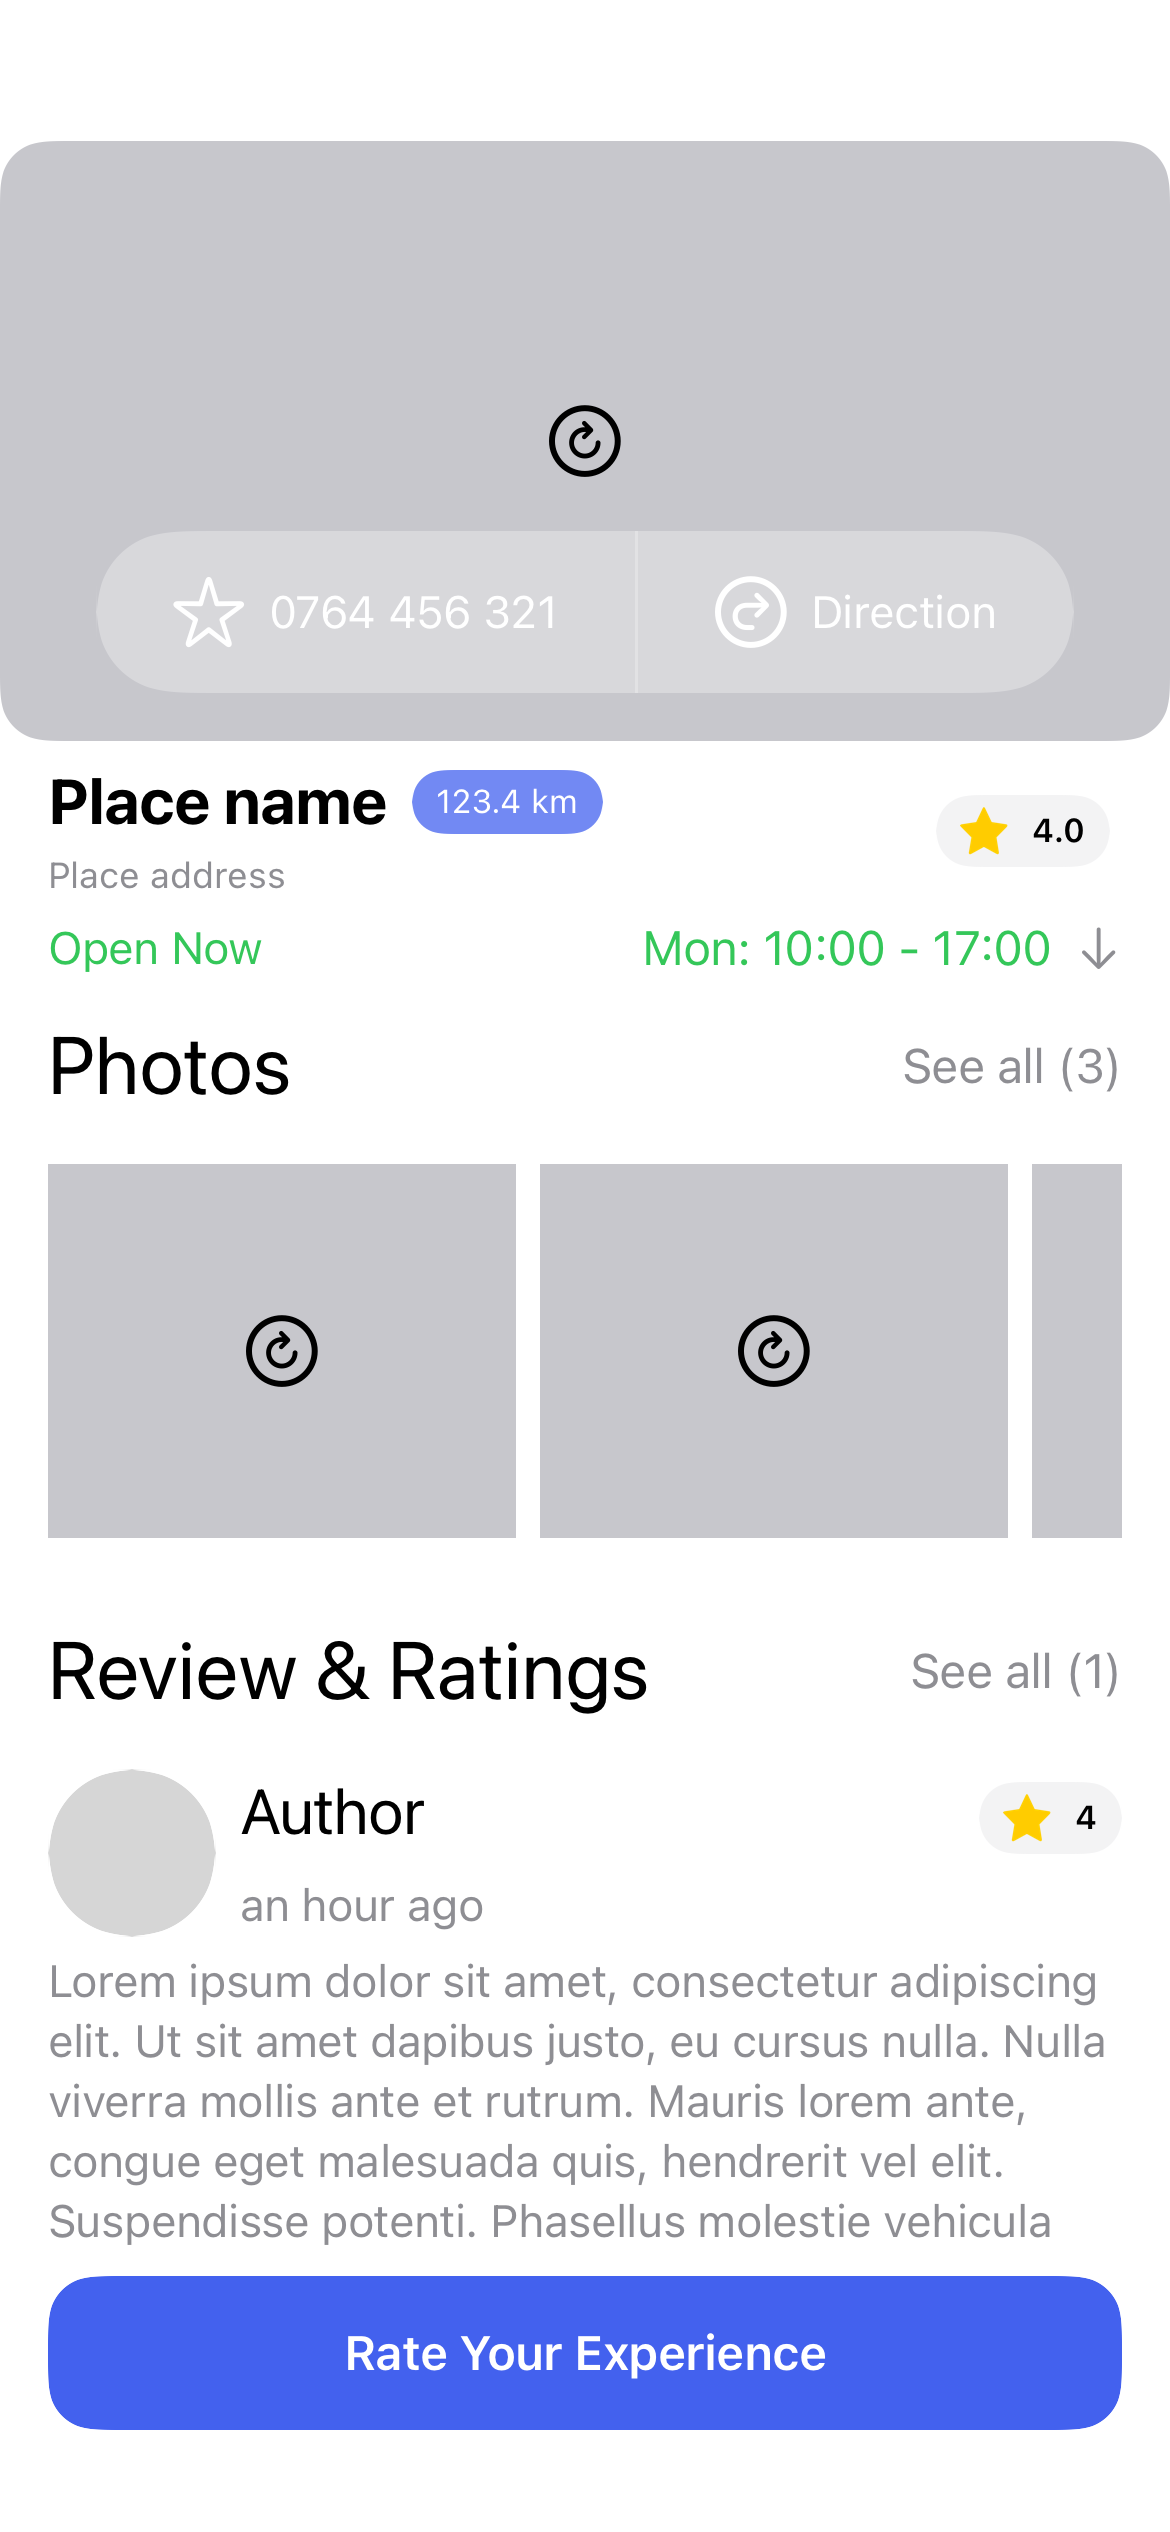 0764 456 321
Direction
Place name
123.4 km
4.0
Place address
Open Now
Mon: 10:00 - 17:00
Photos
See all (3)
Review & Ratings
See all (1)
Author
4
an hour ago
Lorem ipsum dolor sit amet, consectetur adipiscing
elit. Ut sit amet dapibus justo, eu cursus nulla. Nulla
viverra mollis ante et rutrum. Mauris lorem ante,
congue eget malesuada quis, hendrerit vel elit.
Suspendisse potenti. Phasellus molestie vehicula
Rate Your Experience